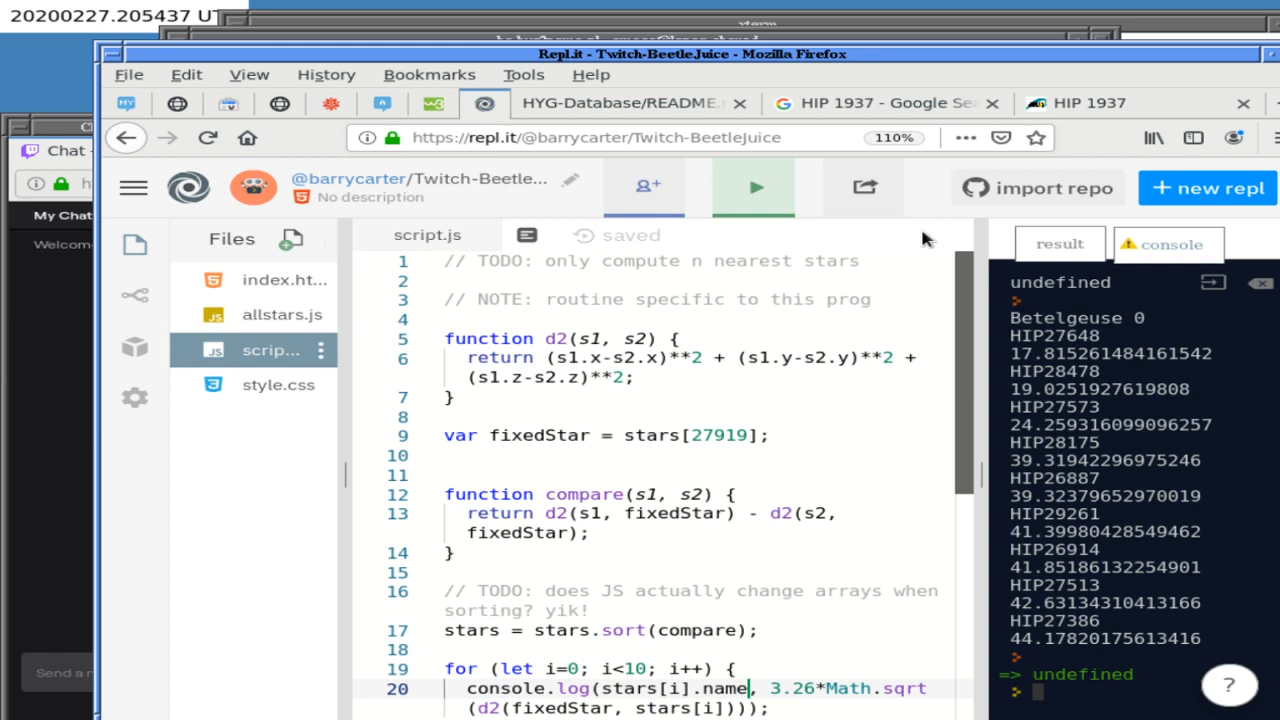 20200227.205437 U
xterm
Repl.it - Twitch-BeetleJuice - Mozilla Firefox
File Edit View History Bookmarks Tools Help
HYG-Database/README. HIP 1937 - Google Se HIP 1937
https://repl.it/@barrycarter/Twitch-BeetleJuice 110%
Chat -
@barrycarter/Twitch-Beetle...
No description
import repo
+ new repl
My Chat
Welcom
Files
index.ht...
allstars.js
scrip...
style.css
script.js saved
1 // TODO: only compute n nearest stars
2
3 // NOTE: routine specific to this prog
4
5 function d2(s1, s2) {
6 return (s1.x-s2.x)**2 + (s1.y-s2.y)**2 +
(s1.z-s2.z)**2;
7 }
8
9 var fixedStar = stars[27919];
10
11
12 function compare(s1, s2) {
13 return d2(s1, fixedStar) - d2(s2,
fixedStar);
14 }
15
16 // TODO: does JS actually change arrays when
sorting? yik!
17 stars = stars.sort(compare);
18
19 for (let i=0; i<10; i++) {
20 console.log(stars[i].name, 3.26*Math.sqrt
(d2(fixedStar, stars[i])));
result console
undefined
Betelgeuse 0
HIP27648
17.815261484161542
HIP28478
19.0251927619808
HIP27573
24.259316099096257
HIP28175
39.31942296975246
HIP26887
39.32379652970019
HIP29261
41.39980428549462
HIP26914
41.85186132254901
HIP27513
42.63134310413166
HIP27386
44.17820175613416
=> undefined
Send a
?